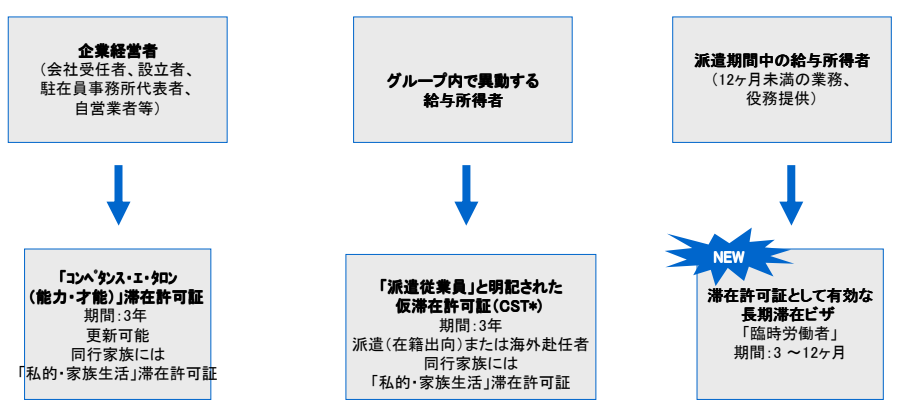 企業経営者
（会社受任者、設立者、
駐在員事務所代表者、
自営業者等）
グループ内で異動する
給与所得者
派遣期間中の給与所得者
（12ヶ月未満の業務、
役務提供）
「コンペタンス・エ・タロン
（能力・才能）」滞在許可証
期間：3年
更新可能
同行家族には
「私的・家族生活」滞在許可証
「派遣従業員」と明記された
仮滞在許可証（CST*）
期間：3年
派遣（在籍出向）または海外赴任者
同行家族には
「私的・家族生活」滞在許可証
NEW
滞在許可証として有効な
長期滞在ビザ
「臨時労働者」
期間：3 ～12ヶ月